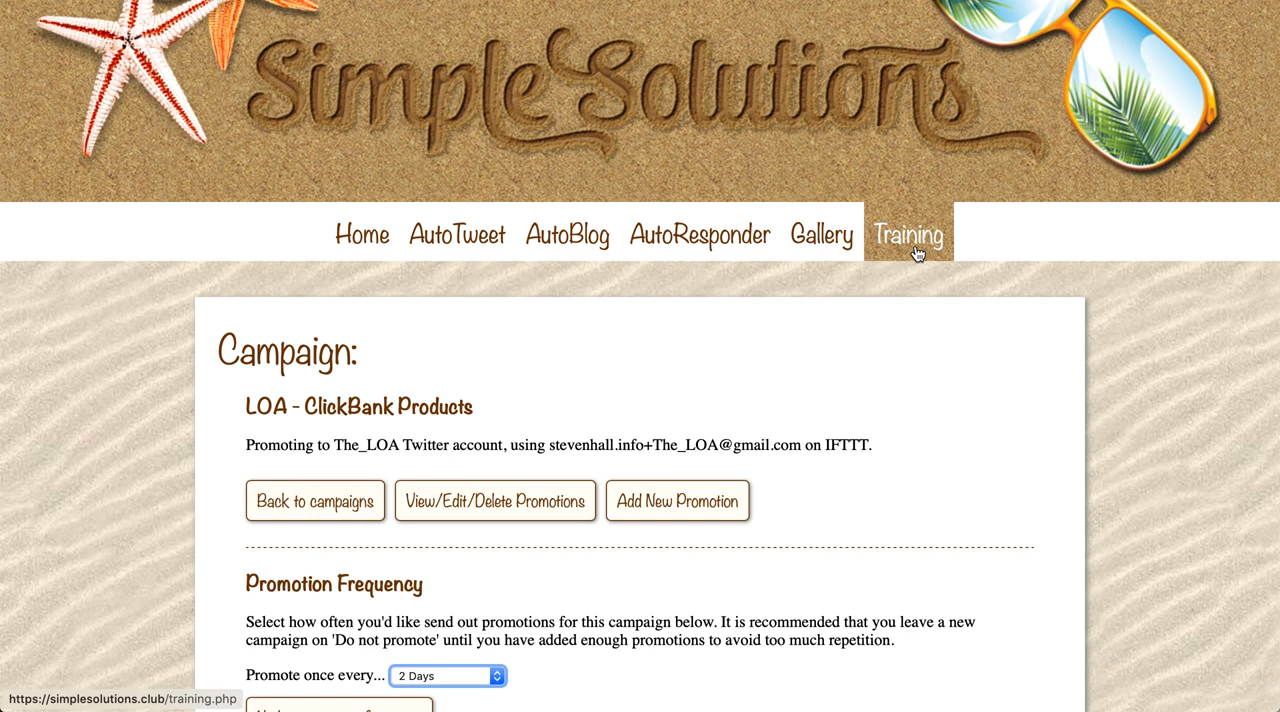 Simple Solutions
Home AutoTweet AutoBlog AutoResponder Gallery Training
Campaign:
LOA - ClickBank Products
Promoting to The_LOA Twitter account, using stevenhall.info+The_LOA@gmail.com on IFTTT.
Back to campaigns View/Edit/Delete Promotions Add New Promotion
Promotion Frequency
Select how often you'd like send out promotions for this campaign below. It is recommended that you leave a new
campaign on 'Do not promote' until you have added enough promotions to avoid too much repetition.
Promote once every... 2 Days
https://simplesolutions.club/training.php